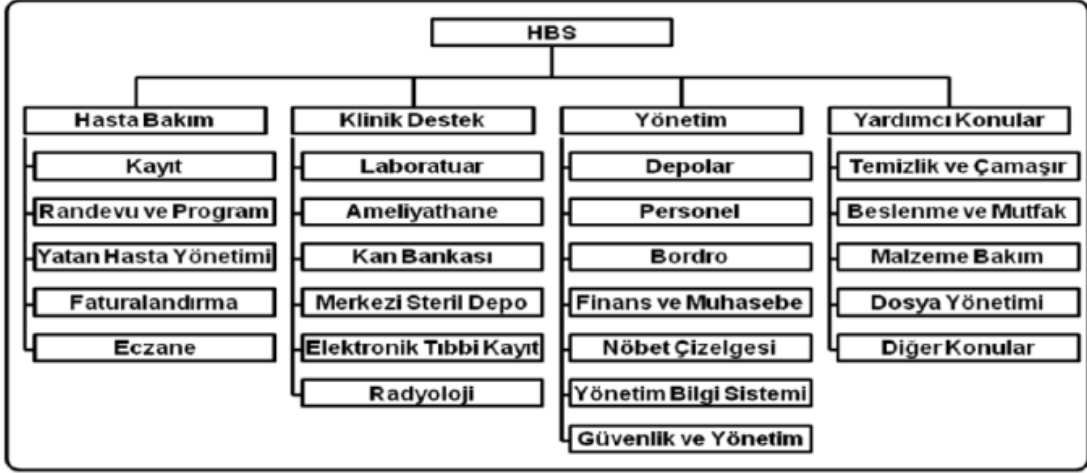 HBS
Hasta Bakım
Kayıt
Randevu ve Program
Yatan Hasta Yönetimi
Faturalandırma
Eczane
Klinik Destek
Laboratuar
Ameliyathane
Kan Bankası
Merkezi Steril Depo
Elektronik Tıbbi Kayıt
Radyoloji
Yönetim
Depolar
Personel
Bordro
Finans ve Muhasebe
Nöbet Çizelgesi
Yönetim Bilgi Sistemi
Güvenlik ve Yönetim
Yardımcı Konular
Temizlik ve Çamaşır
Beslenme ve Mutfak
Malzeme Bakım
Dosya Yönetimi
Diğer Konular